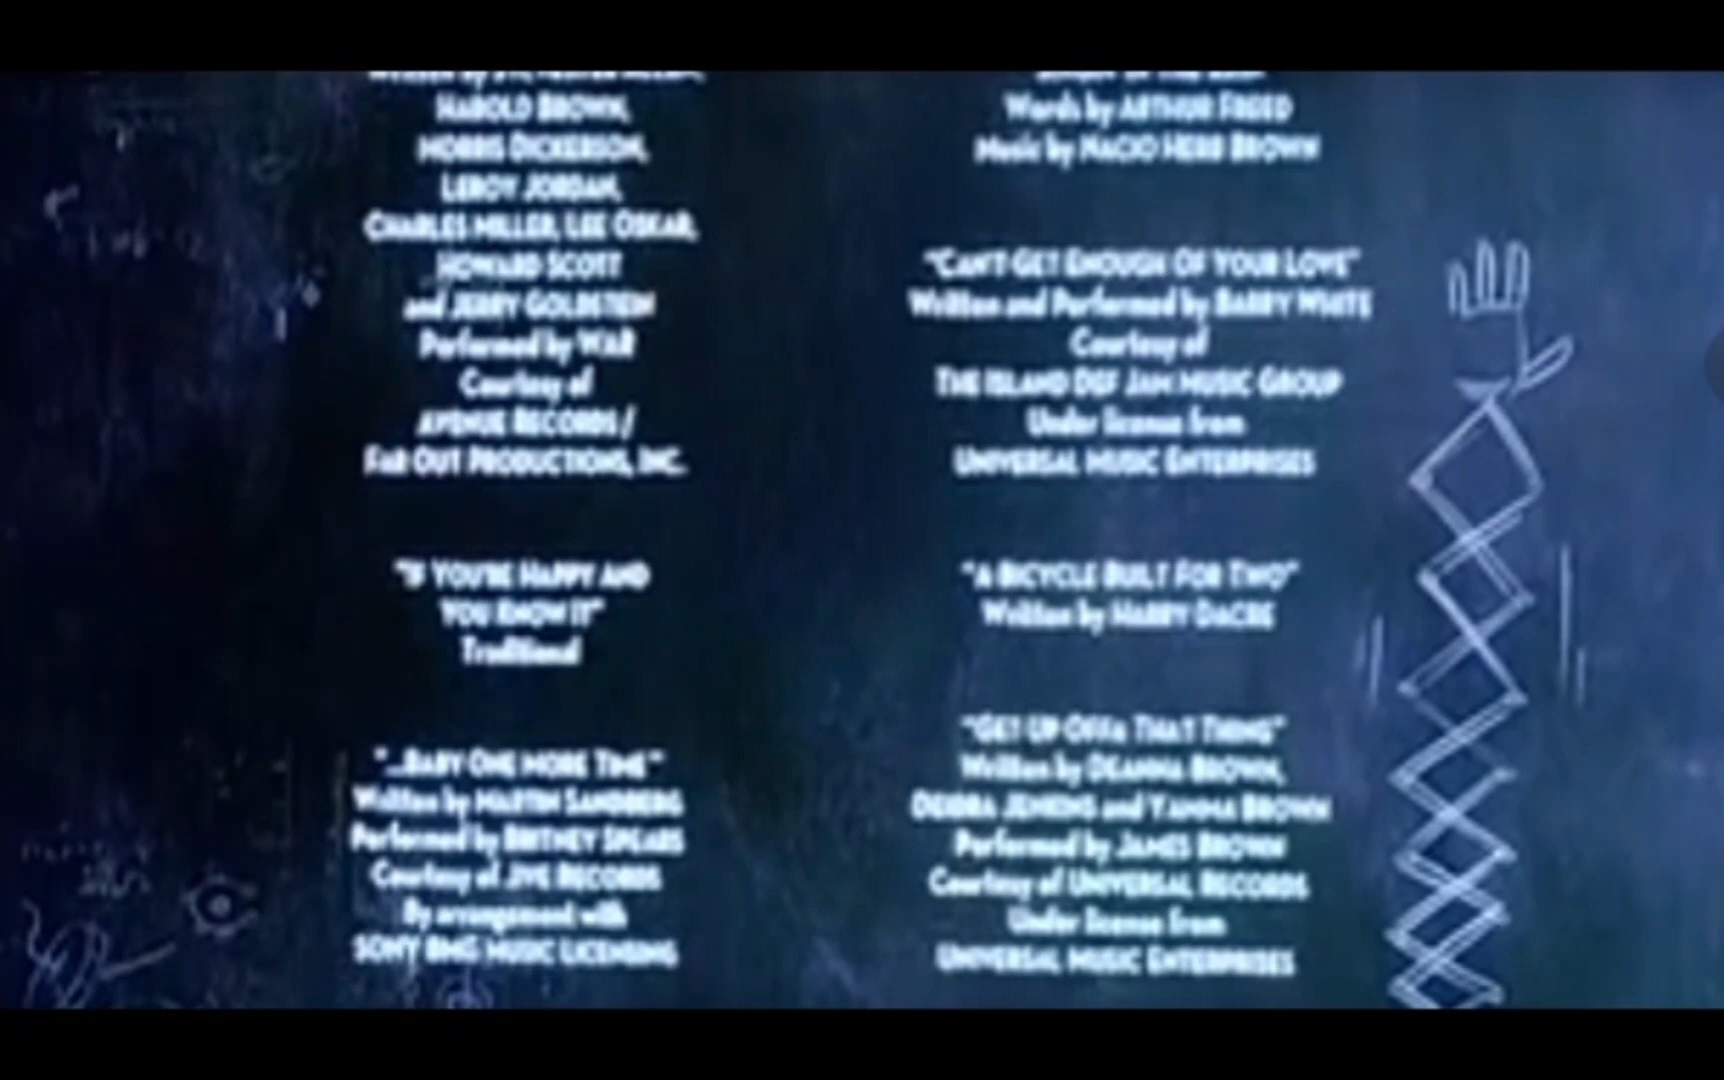 HAROLD BROWN,
MORRIS DICKERSON,
LEROY JORDAN,
CHARLES MILLER, LEE OSKAR,
HOWARD SCOTT
and JERRY GOLDSTEIN
Performed by WAR
Courtesy of
AVENUE RECORDS /
FAR OUT PRODUCTIONS, INC.
"IF YOU'RE HAPPY AND
YOU KNOW IT"
Traditional
"...BABY ONE MORE TIME"
Written by MARTIN SANDBERG
Performed by BRITNEY SPEARS
Courtesy of JIVE RECORDS
By arrangement with
SONY BMG MUSIC LICENSING
Words by ARTHUR FREED
Music by NACIO HERB BROWN
"CAN'T GET ENOUGH OF YOUR LOVE"
Written and Performed by BARRY WHITE
Courtesy of
THE ISLAND DEF JAM MUSIC GROUP
Under license from
UNIVERSAL MUSIC ENTERPRISES
"A BICYCLE BUILT FOR TWO"
Written by HARRY DACRE
"GET UP OFFA THAT THING"
Written by DEANNA BROWN,
DEIDRA JENKINS and YAMMA BROWN
Performed by JAMES BROWN
Courtesy of UNIVERSAL RECORDS
Under license from
UNIVERSAL MUSIC ENTERPRISES